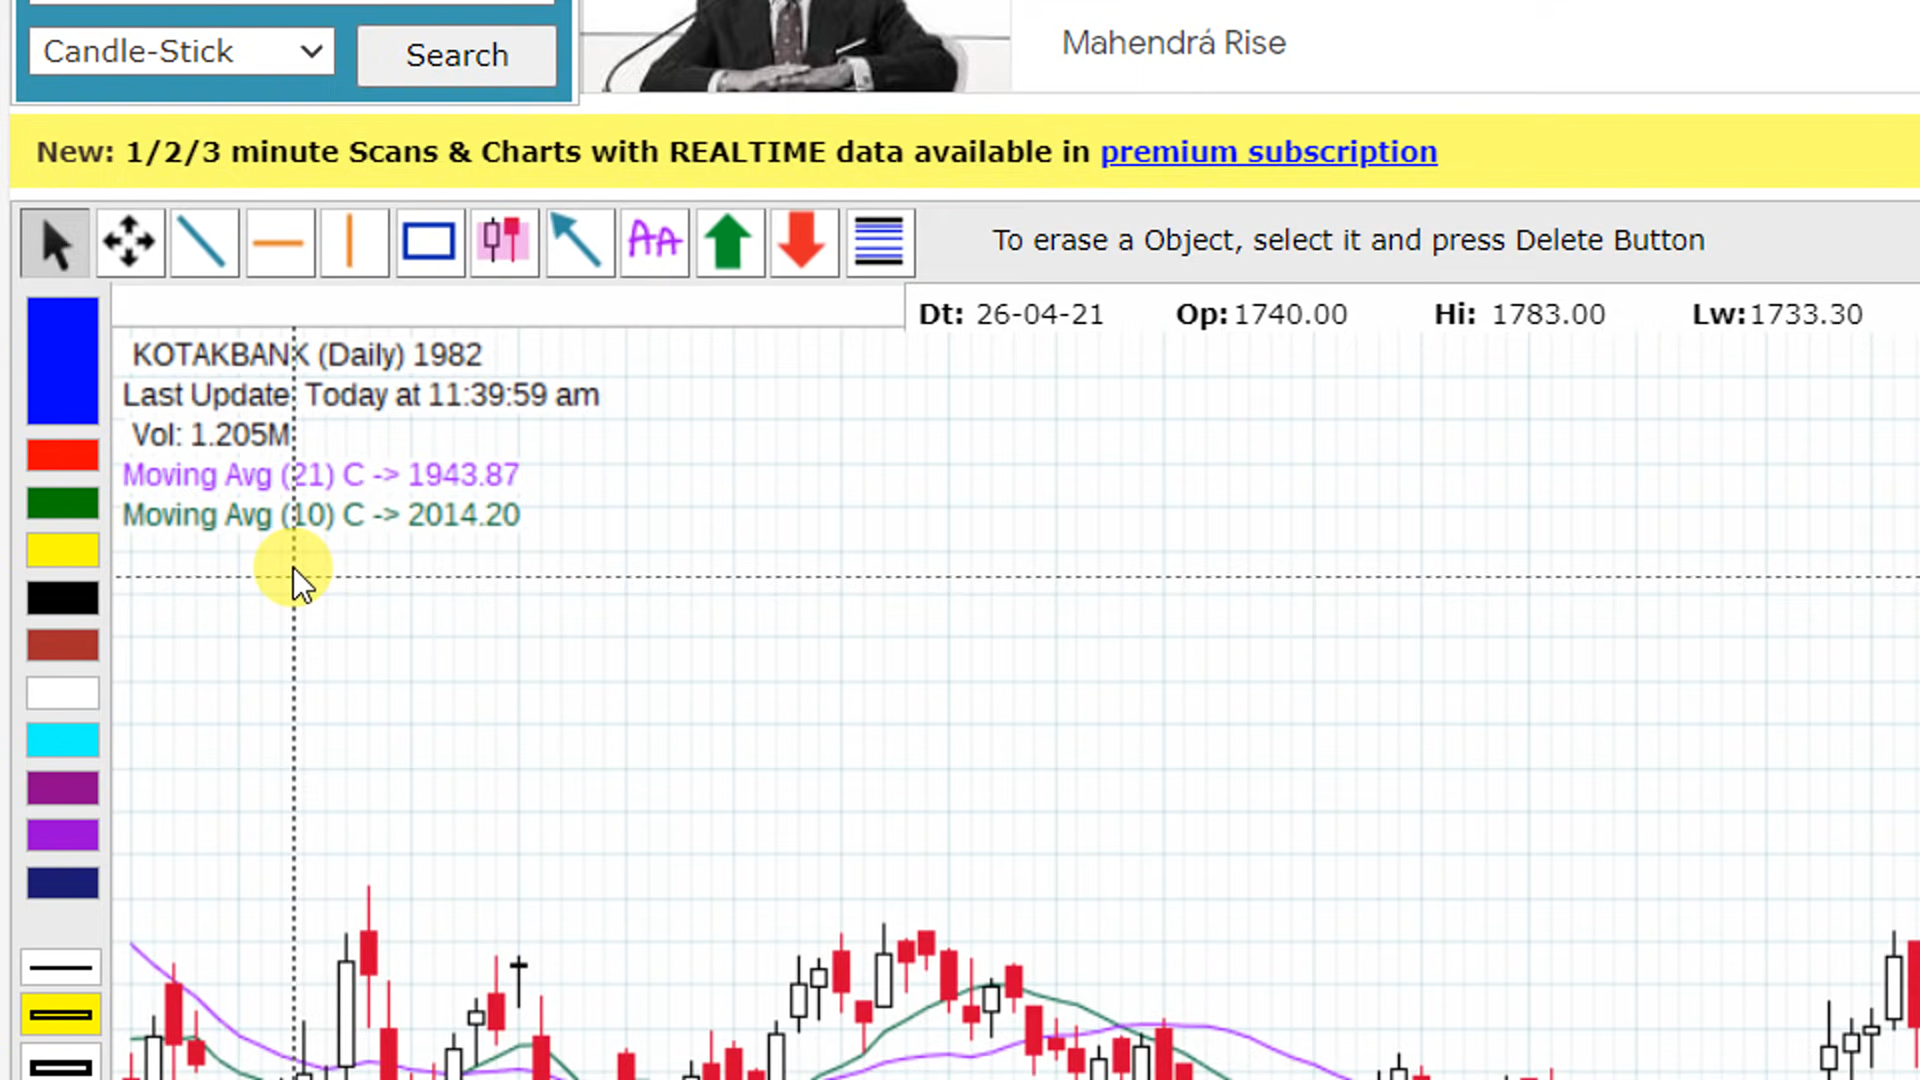 Candle-Stick
Search
Mahendrá Rise
New: 1/2/3 minute Scans & Charts with REALTIME data available in premium subscription
AA
To erase a Object, select it and press Delete Button
Dt: 26-04-21 Op:1740.00 Hi: 1783.00 Lw:1733.30
KOTAKBANK (Daily) 1982
Last Update: Today at 11:39:59 am
Vol: 1.205M
Moving Avg (21) C -> 1943.87
Moving Avg (10) C -> 2014.20